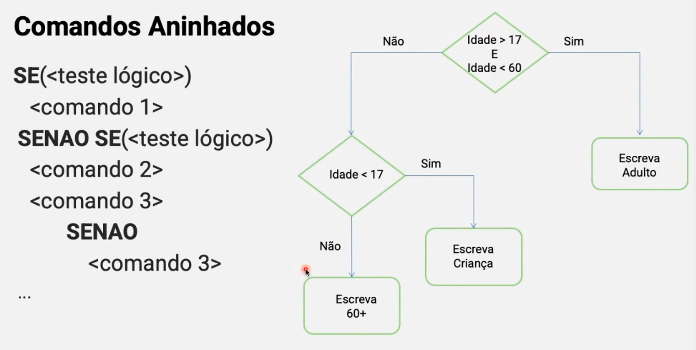 Comandos Aninhados
SE(<teste lógico>)
<comando 1>
SENAO SE(<teste lógico>)
<comando 2>
<comando 3>
SENAO
<comando 3>
...
Idade > 17
E
Idade < 60
Não
Sim
Escreva
Adulto
Idade < 17
Sim
Não
Escreva
Criança
Escreva
60+